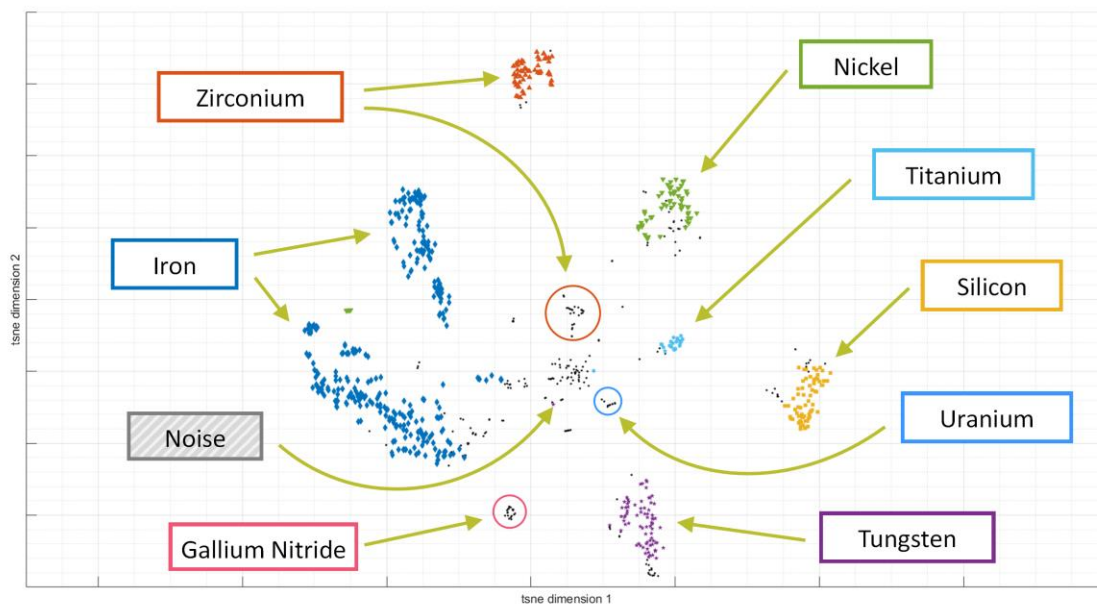 Zirconium
Nickel
Titanium
Iron
Silicon
Noise
Uranium
Gallium Nitride
Tungsten
tsne dimension 2
tsne dimension 1